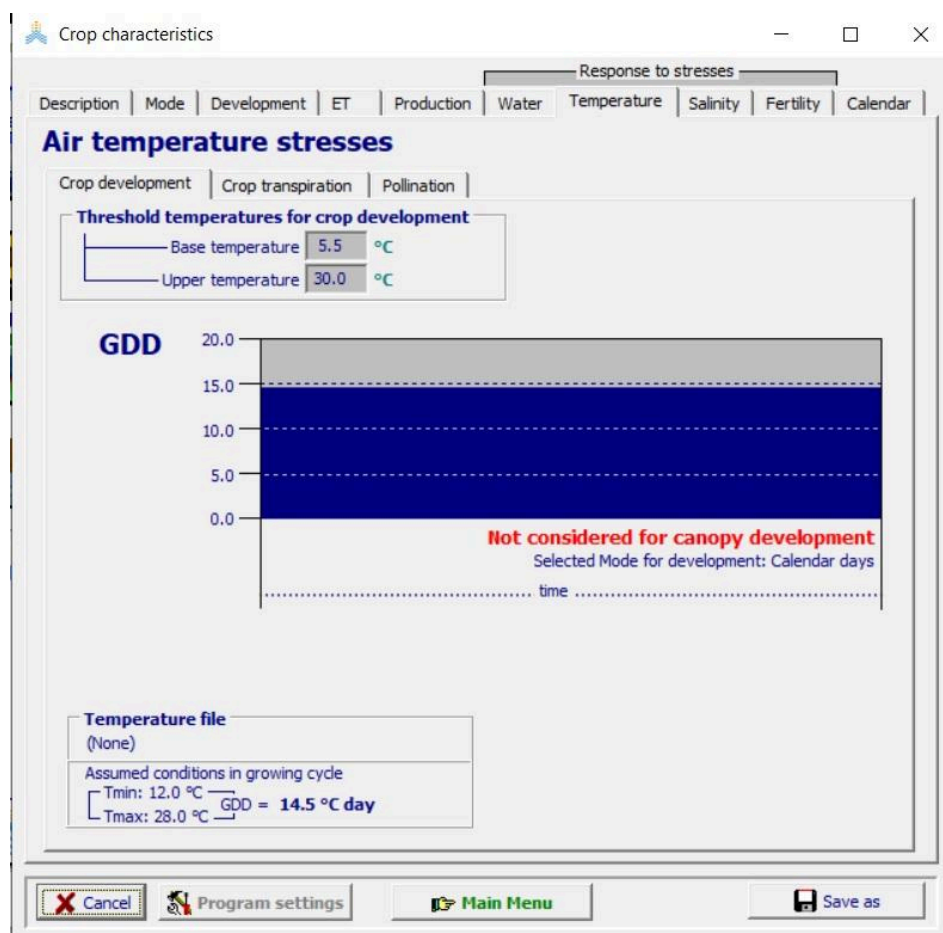 Crop characteristics
Response to stresses
Description Mode Development ET Production Water Temperature Salinity Fertility Calendar
Air temperature stresses
Crop development Crop transpiration Pollination
Threshold temperatures for crop development
Base temperature 5.5 °C
Upper temperature 30.0 °C
GDD
20.0
15.0
10.0
5.0
0.0
Not considered for canopy development
Selected Mode for development: Calendar days
time
Temperature file
(None)
Assumed conditions in growing cycle
Tmin: 12.0 °C
GDD = 14.5 °C day
Tmax: 28.0 °C
Cancel Program settings Main Menu Save as